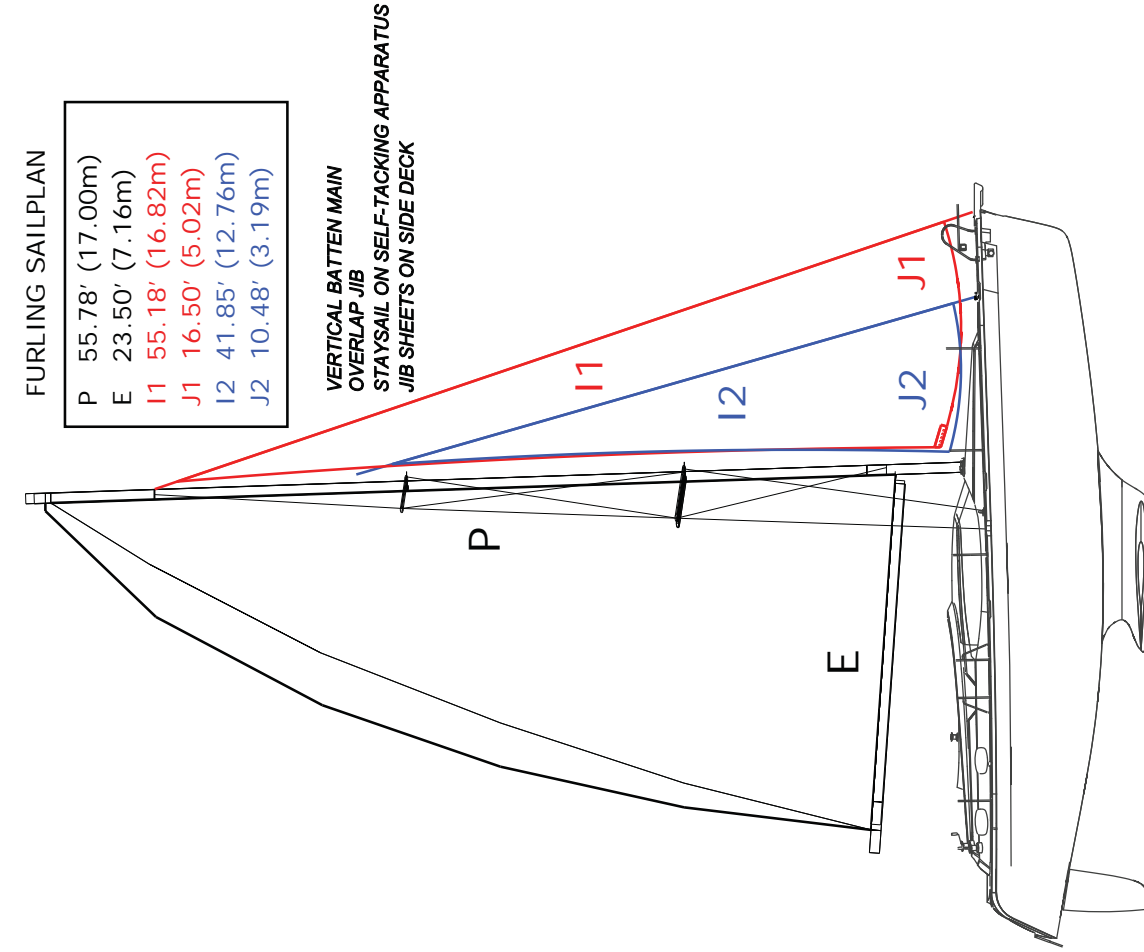 FURLING SAILPLAN
P 55.78' (17.00m)
E 23.50' (7.16m)
I1 55.18' (16.82m)
J1 16.50' (5.02m)
I2 41.85' (12.76m)
J2 10.48' (3.19m)
VERTICAL BATTEN MAIN
OVERLAP JIB
STAYSAIL ON SELF-TACKING APPARATUS
JIB SHEETS ON SIDE DECK
P
E
I1
I2
J1
J2